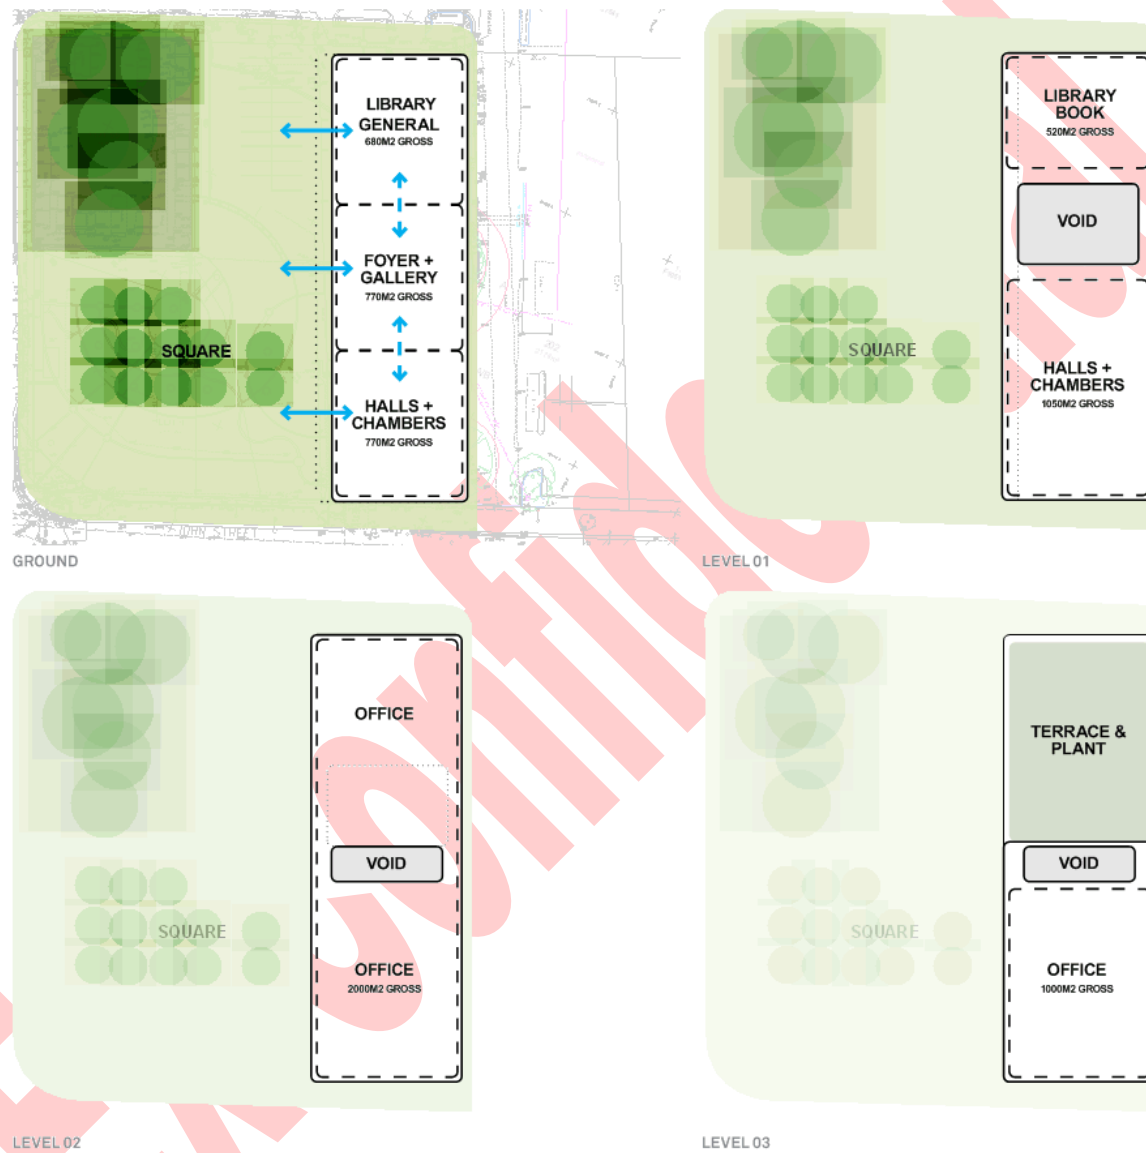 LIBRARY
GENERAL
680M2 GROSS
FOYER +
GALLERY
770M2 GROSS
SQUARE
HALLS +
CHAMBERS
770M2 GROSS
JOHN STREET
GROUND
LIBRARY
BOOK
520M2 GROSS
VOID
SQUARE
HALLS +
CHAMBERS
1050M2 GROSS
LEVEL 01
OFFICE
VOID
SQUARE
OFFICE
2000M2 GROSS
LEVEL 02
TERRACE &
PLANT
VOID
SQUARE
OFFICE
1000M2 GROSS
LEVEL 03